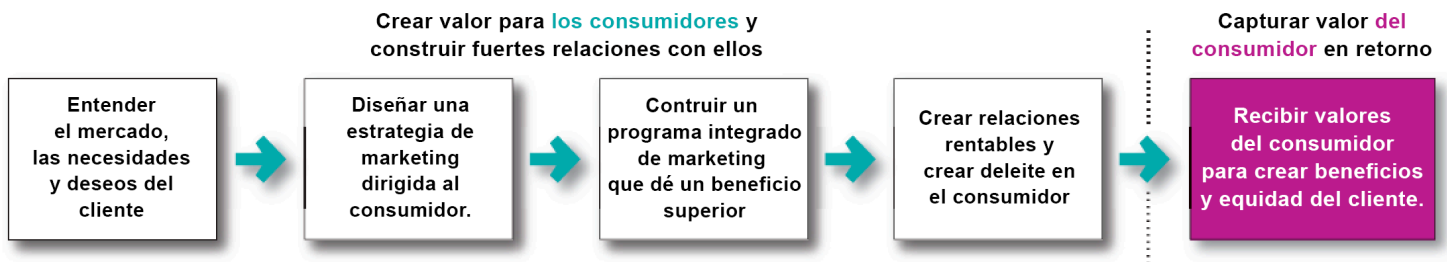 Crear valor para los consumidores y
construir fuertes relaciones con ellos
Capturar valor del
consumidor en retorno
Entender
el mercado,
las necesidades
y deseos del
cliente
Diseñar una
estrategia de
marketing
dirigida al
consumidor.
Contruir un
programa integrado
de marketing
que dé un beneficio
superior
Crear relaciones
rentables y
crear deleite en
el consumidor
Recibir valores
del consumidor
para crear beneficios
y equidad del cliente.